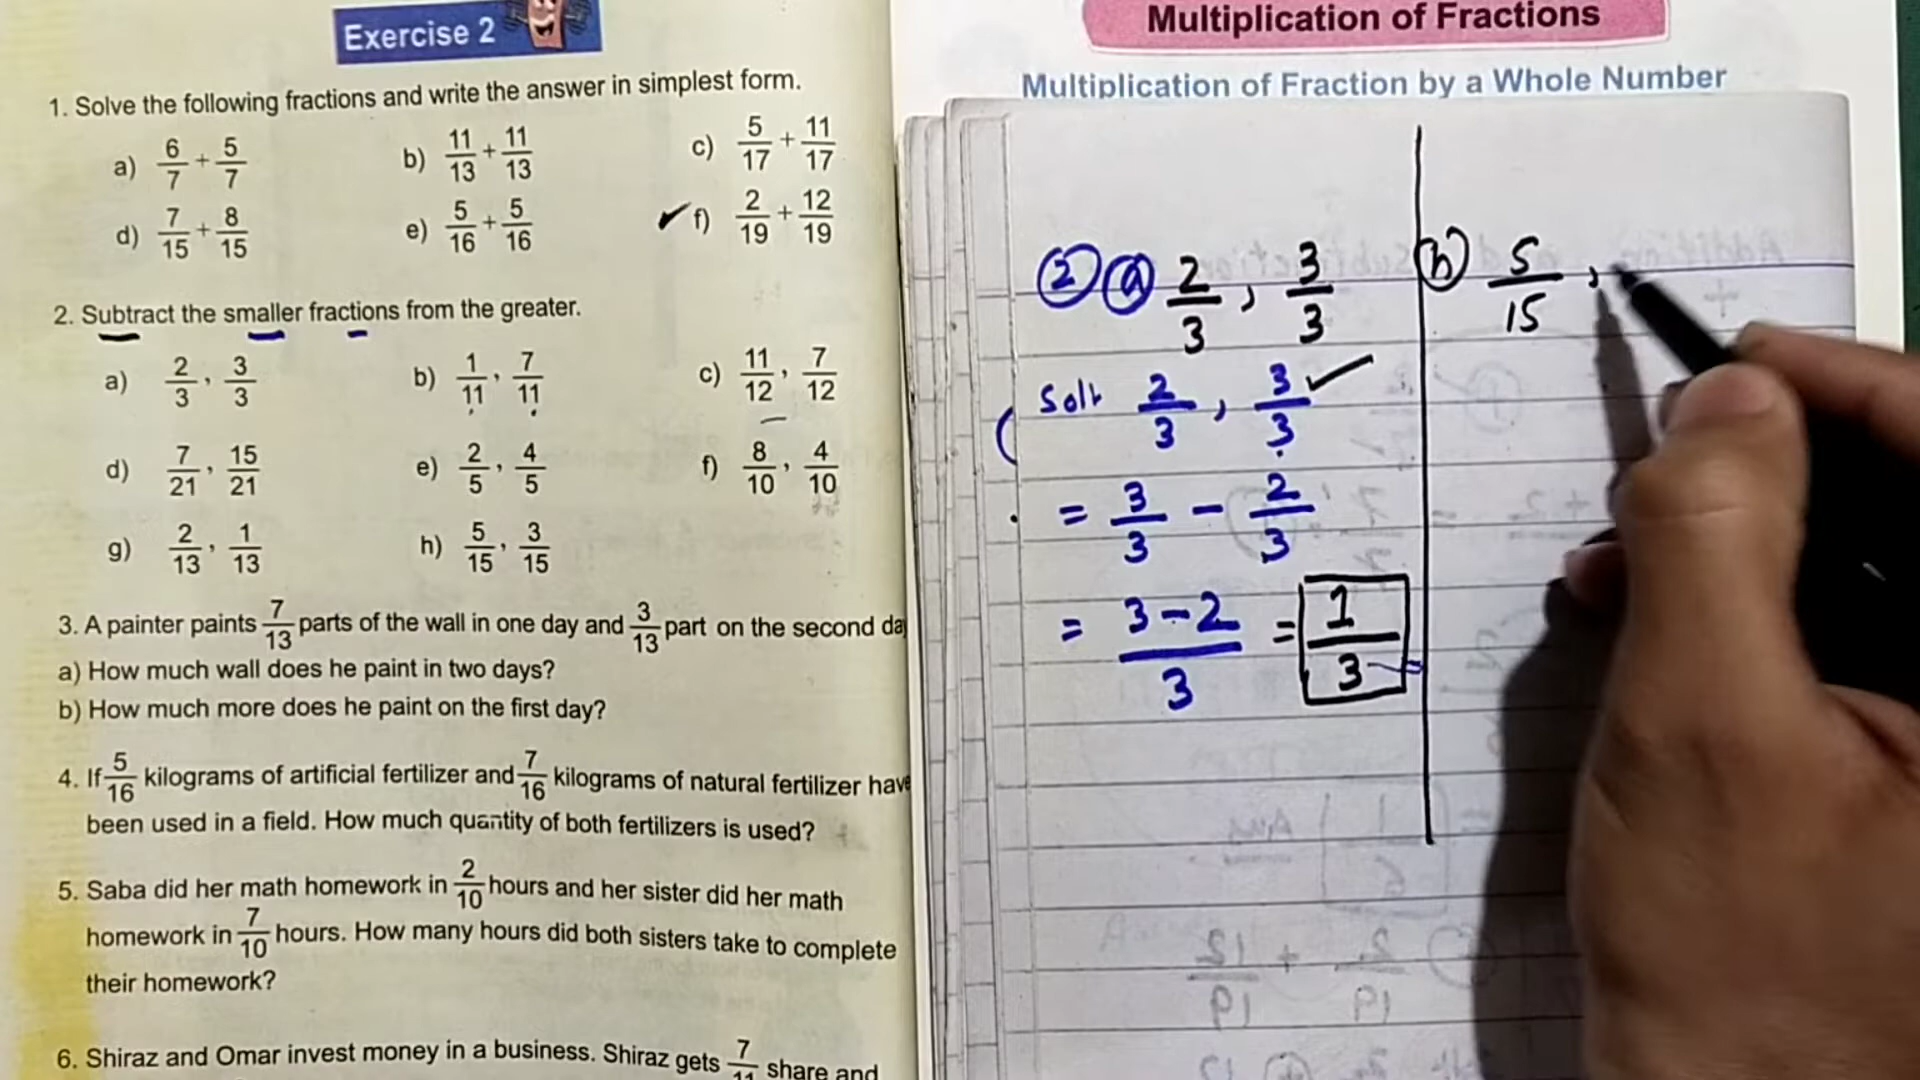 Exercise 2
1. Solve the following fractions and write the answer in simplest form.
a) 6/7 + 5/7 b) 11/13 + 11/13 c) 5/17 + 11/17
d) 7/15 + 8/15 e) 5/16 + 5/16 f) 2/19 + 12/19
2. Subtract the smaller fractions from the greater.
a) 2/3 , 3/3 b) 1/11 , 7/11 c) 11/12 , 7/12
d) 7/21 , 15/21 e) 2/5 , 4/5 f) 8/10 , 4/10
g) 2/13 , 1/13 h) 5/15 , 3/15
3. A painter paints 7/13 parts of the wall in one day and 3/13 part on the second
a) How much wall does he paint in two days?
b) How much more does he paint on the first day?
4. If 5/16 kilograms of artificial fertilizer and 7/16 kilograms of natural fertilizer have
been used in a field. How much quantity of both fertilizers is used?
5. Saba did her math homework in 2/10 hours and her sister did her math
homework in 7/10 hours. How many hours did both sisters take to complete
their homework?
6. Shiraz and Omar invest money in a business. Shiraz gets share and
Multiplication of Fractions
Multiplication of Fraction by a Whole Number
2 a 2/3 , 3/3
Sol: 2/3 , 3/3
= 3/3 - 2/3
= 3-2/3 = 1/3
h 5/15 ,